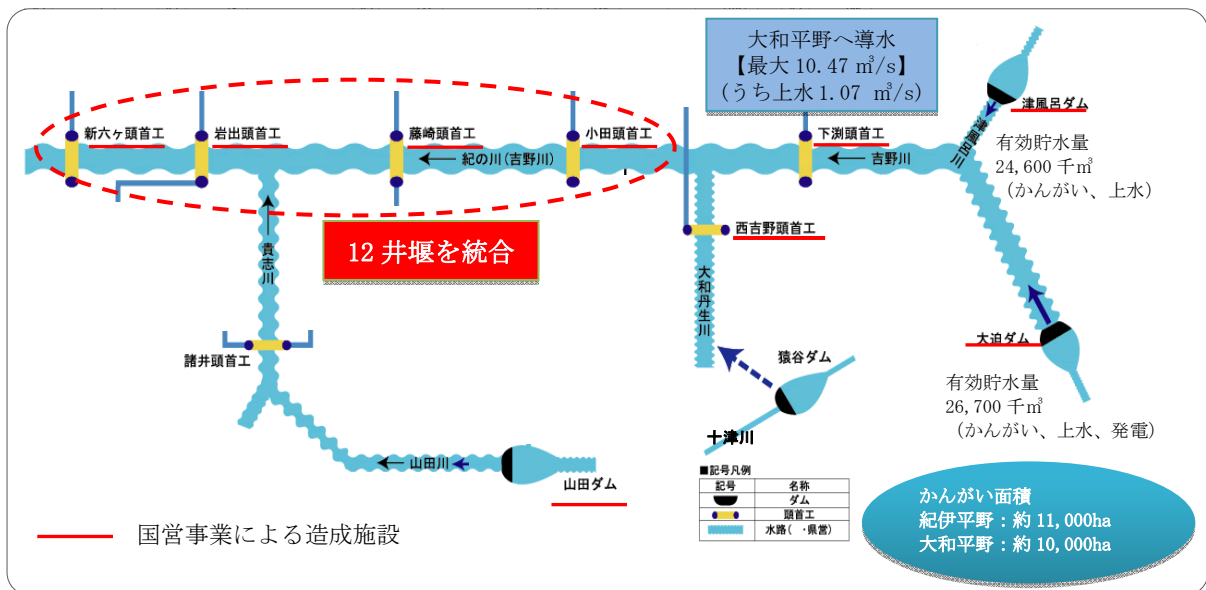 大和平野へ導水
【最大 10.47 ㎥/s】
(うち上水 1.07 ㎥/s)
津風呂ダム
津風呂川
有効貯水量
24,600 千㎥
(かんがい、上水)
新六ヶ頭首工
岩出頭首工
藤崎頭首工
小田頭首工
下渕頭首工
紀の川(吉野川)
吉野川
12 井堰を統合
西吉野頭首工
貴志川
大和丹生川
諸井頭首工
猿谷ダム
大迫ダム
有効貯水量
26,700 千㎥
(かんがい、上水、発電)
十津川
山田川
山田ダム
■記号凡例
記号 名称
ダム
頭首工
水路( ・県営)
かんがい面積
紀伊平野：約 11,000ha
大和平野：約 10,000ha
国営事業による造成施設